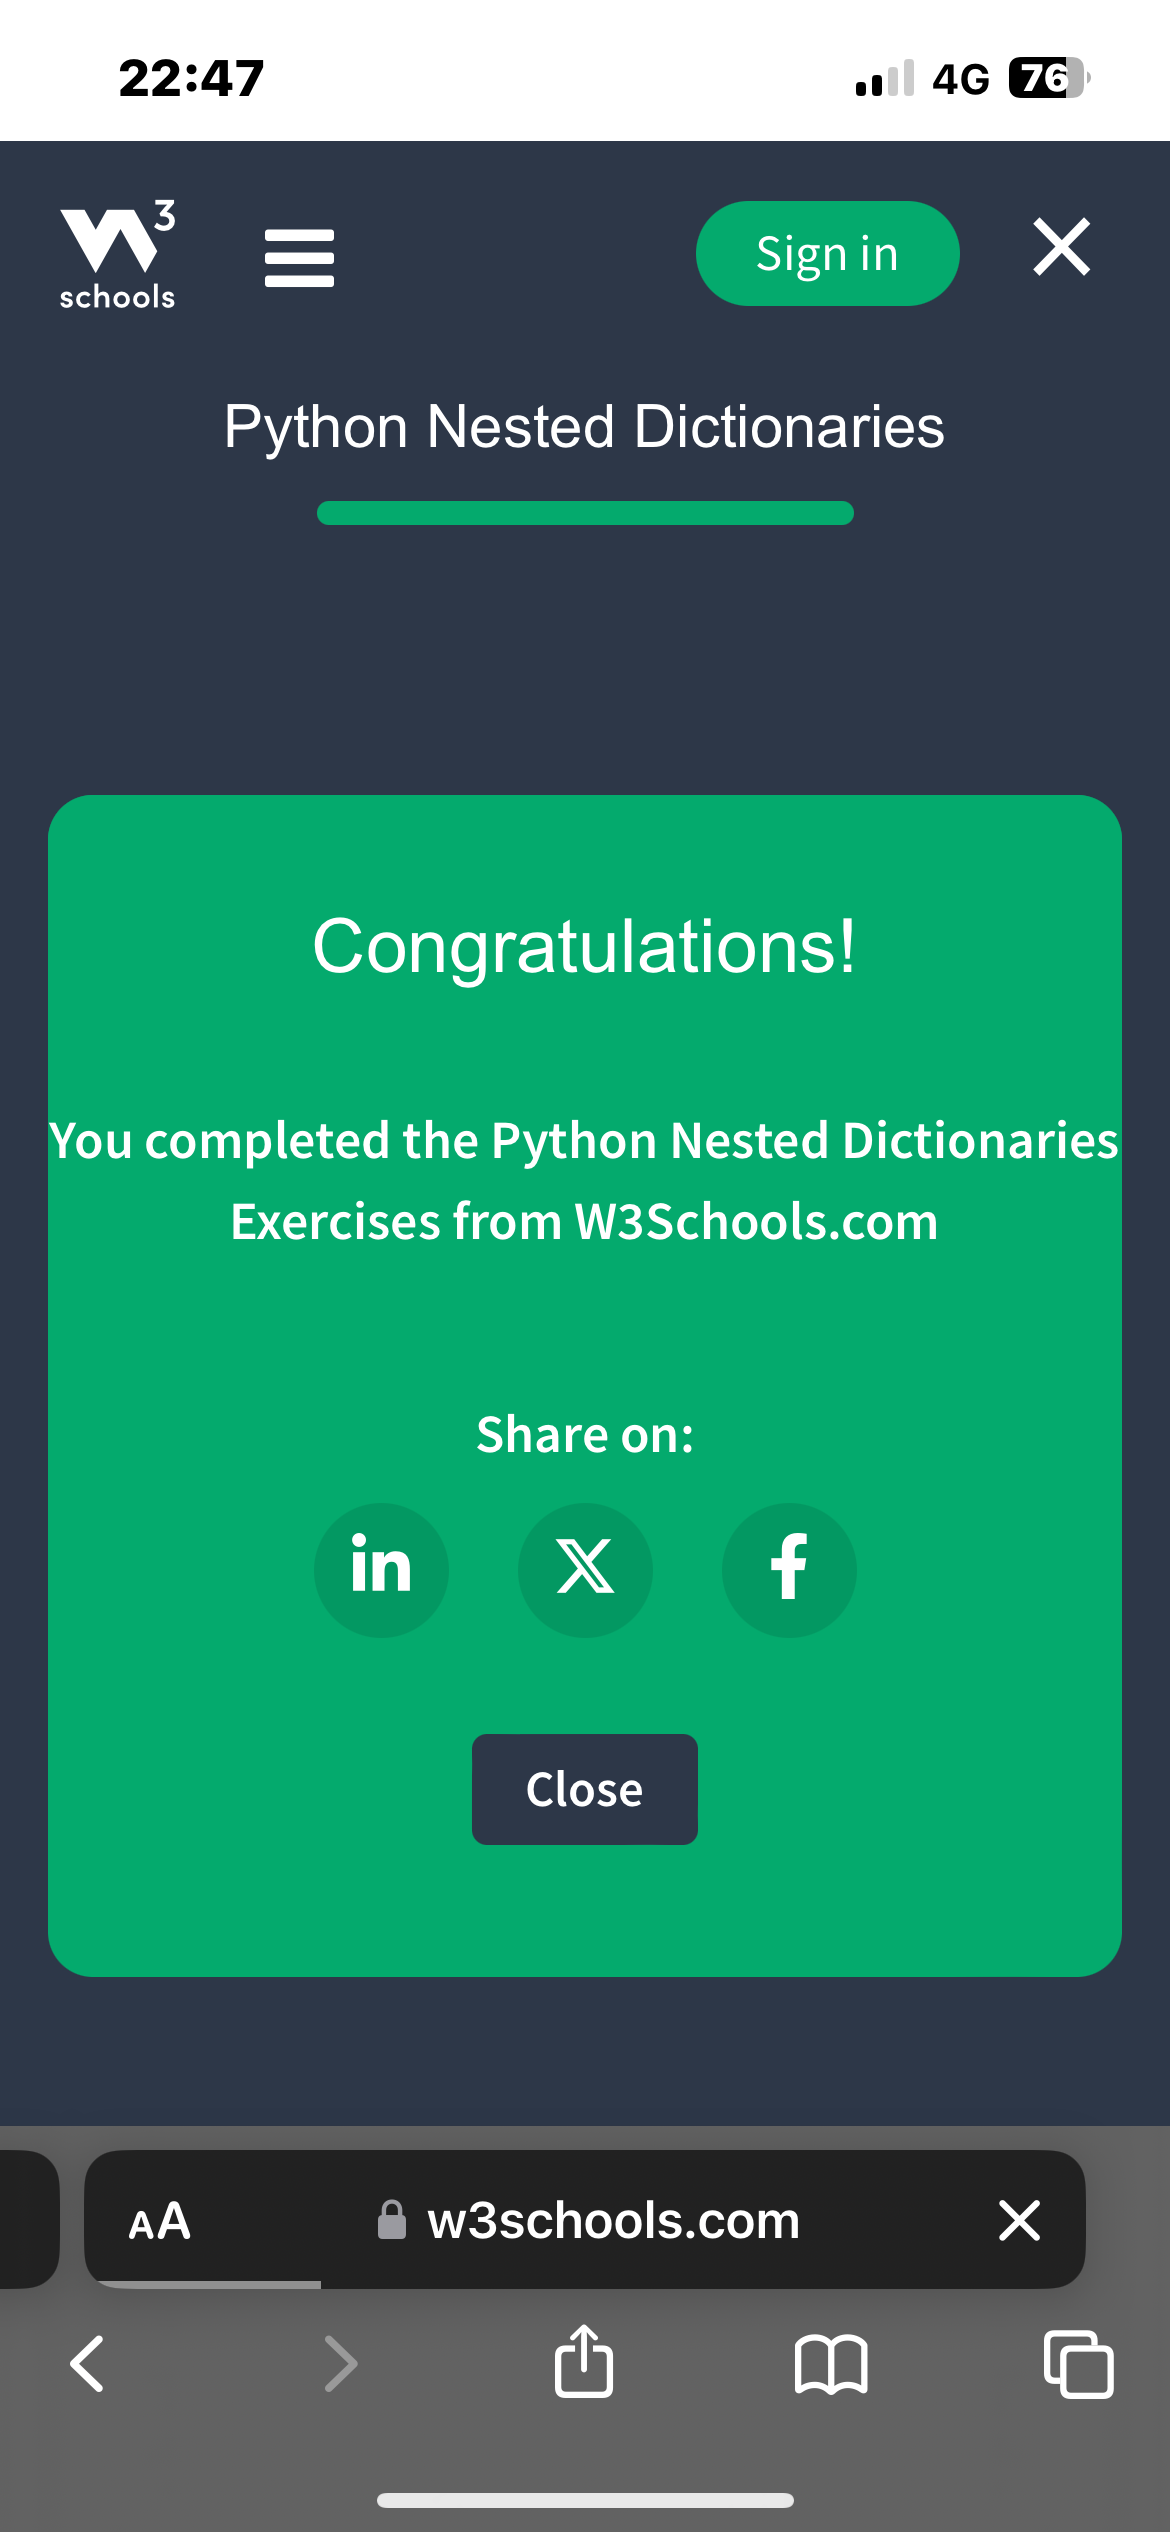 22:47
4G
76
W3
schools
Sign in
Python Nested Dictionaries
Congratulations!
You completed the Python Nested Dictionaries
Exercises from W3Schools.com
Share on:
in
X
f
Close
AA
w3schools.com